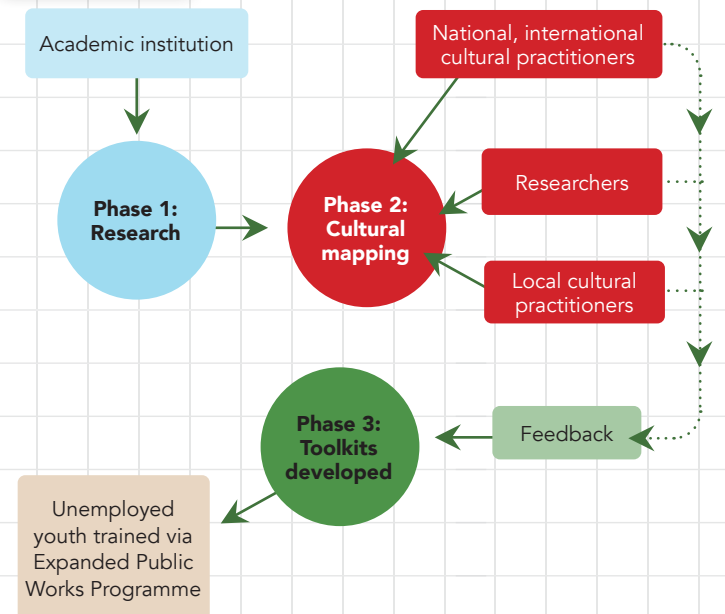 Academic institution
National, international
cultural practitioners
Phase 1:
Research
Phase 2:
Cultural
mapping
Researchers
Local cultural
practitioners
Phase 3:
Toolkits
developed
Feedback
Unemployed
youth trained via
Expanded Public
Works Programme